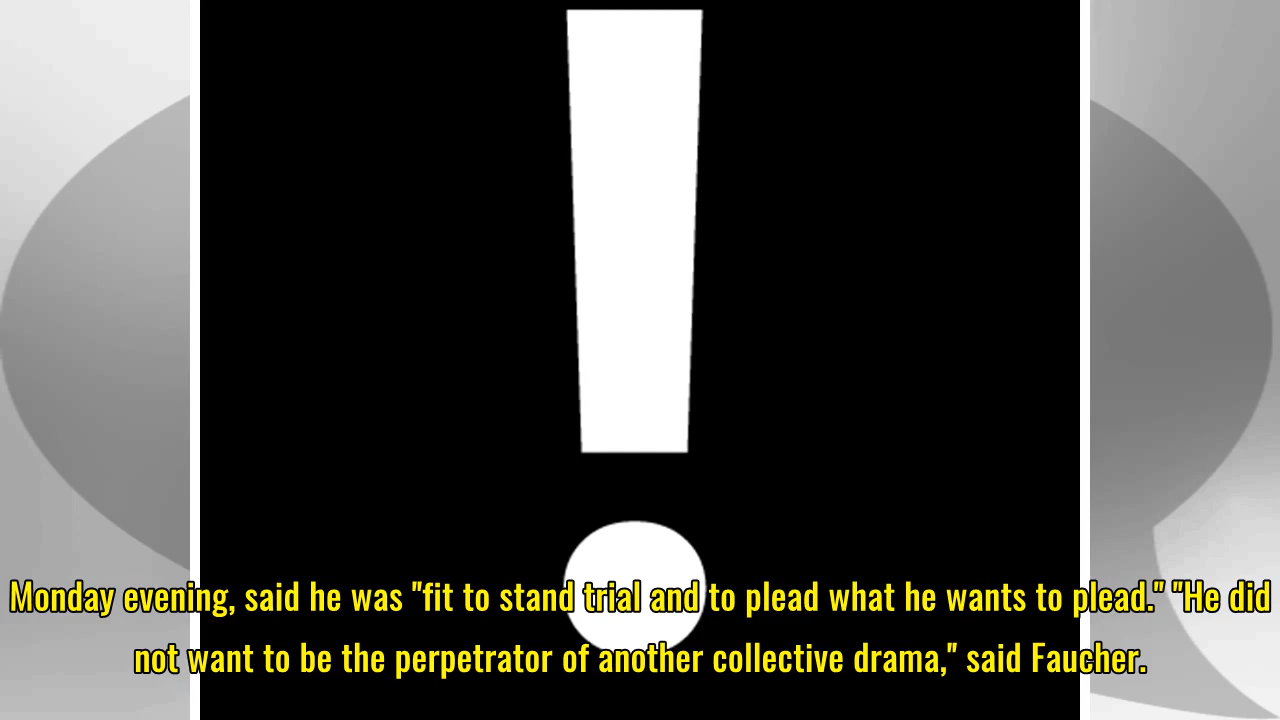 !
Monday evening, said he was "fit to stand trial and to plead what he wants to plead." "He did
not want to be the perpetrator of another collective drama," said Faucher.